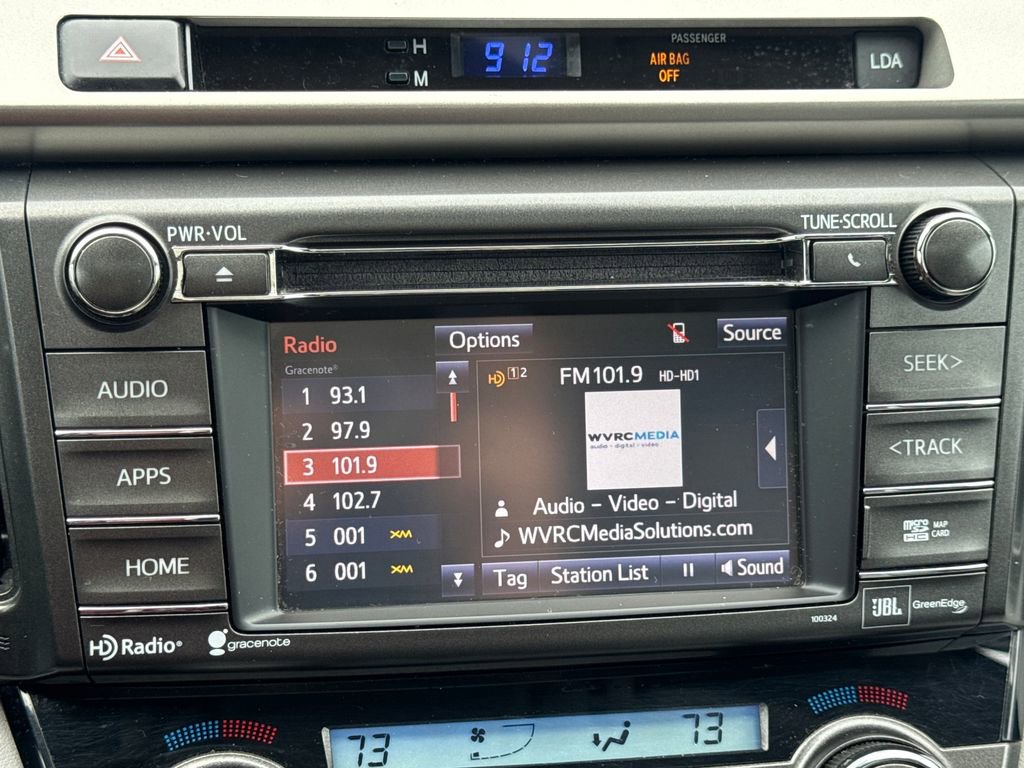 H
M
9 12
PASSENGER
AIR BAG
OFF
LDA
PWR·VOL
TUNE·SCROLL
AUDIO
APPS
HOME
SEEK>
<TRACK
micro SD HC MAP CARD
Radio
Options
Source
Gracenote®
1 93.1
2 97.9
3 101.9
4 102.7
5 001 XM
6 001 XM
HD 1 2
FM101.9 HD-HD1
WVRCMEDIA
audio - digital - video
Audio – Video – Digital
WVRCMediaSolutions.com
Tag
Station List
Sound
HD Radio®
gracenote
100324
JBL
GreenEdge
73
73